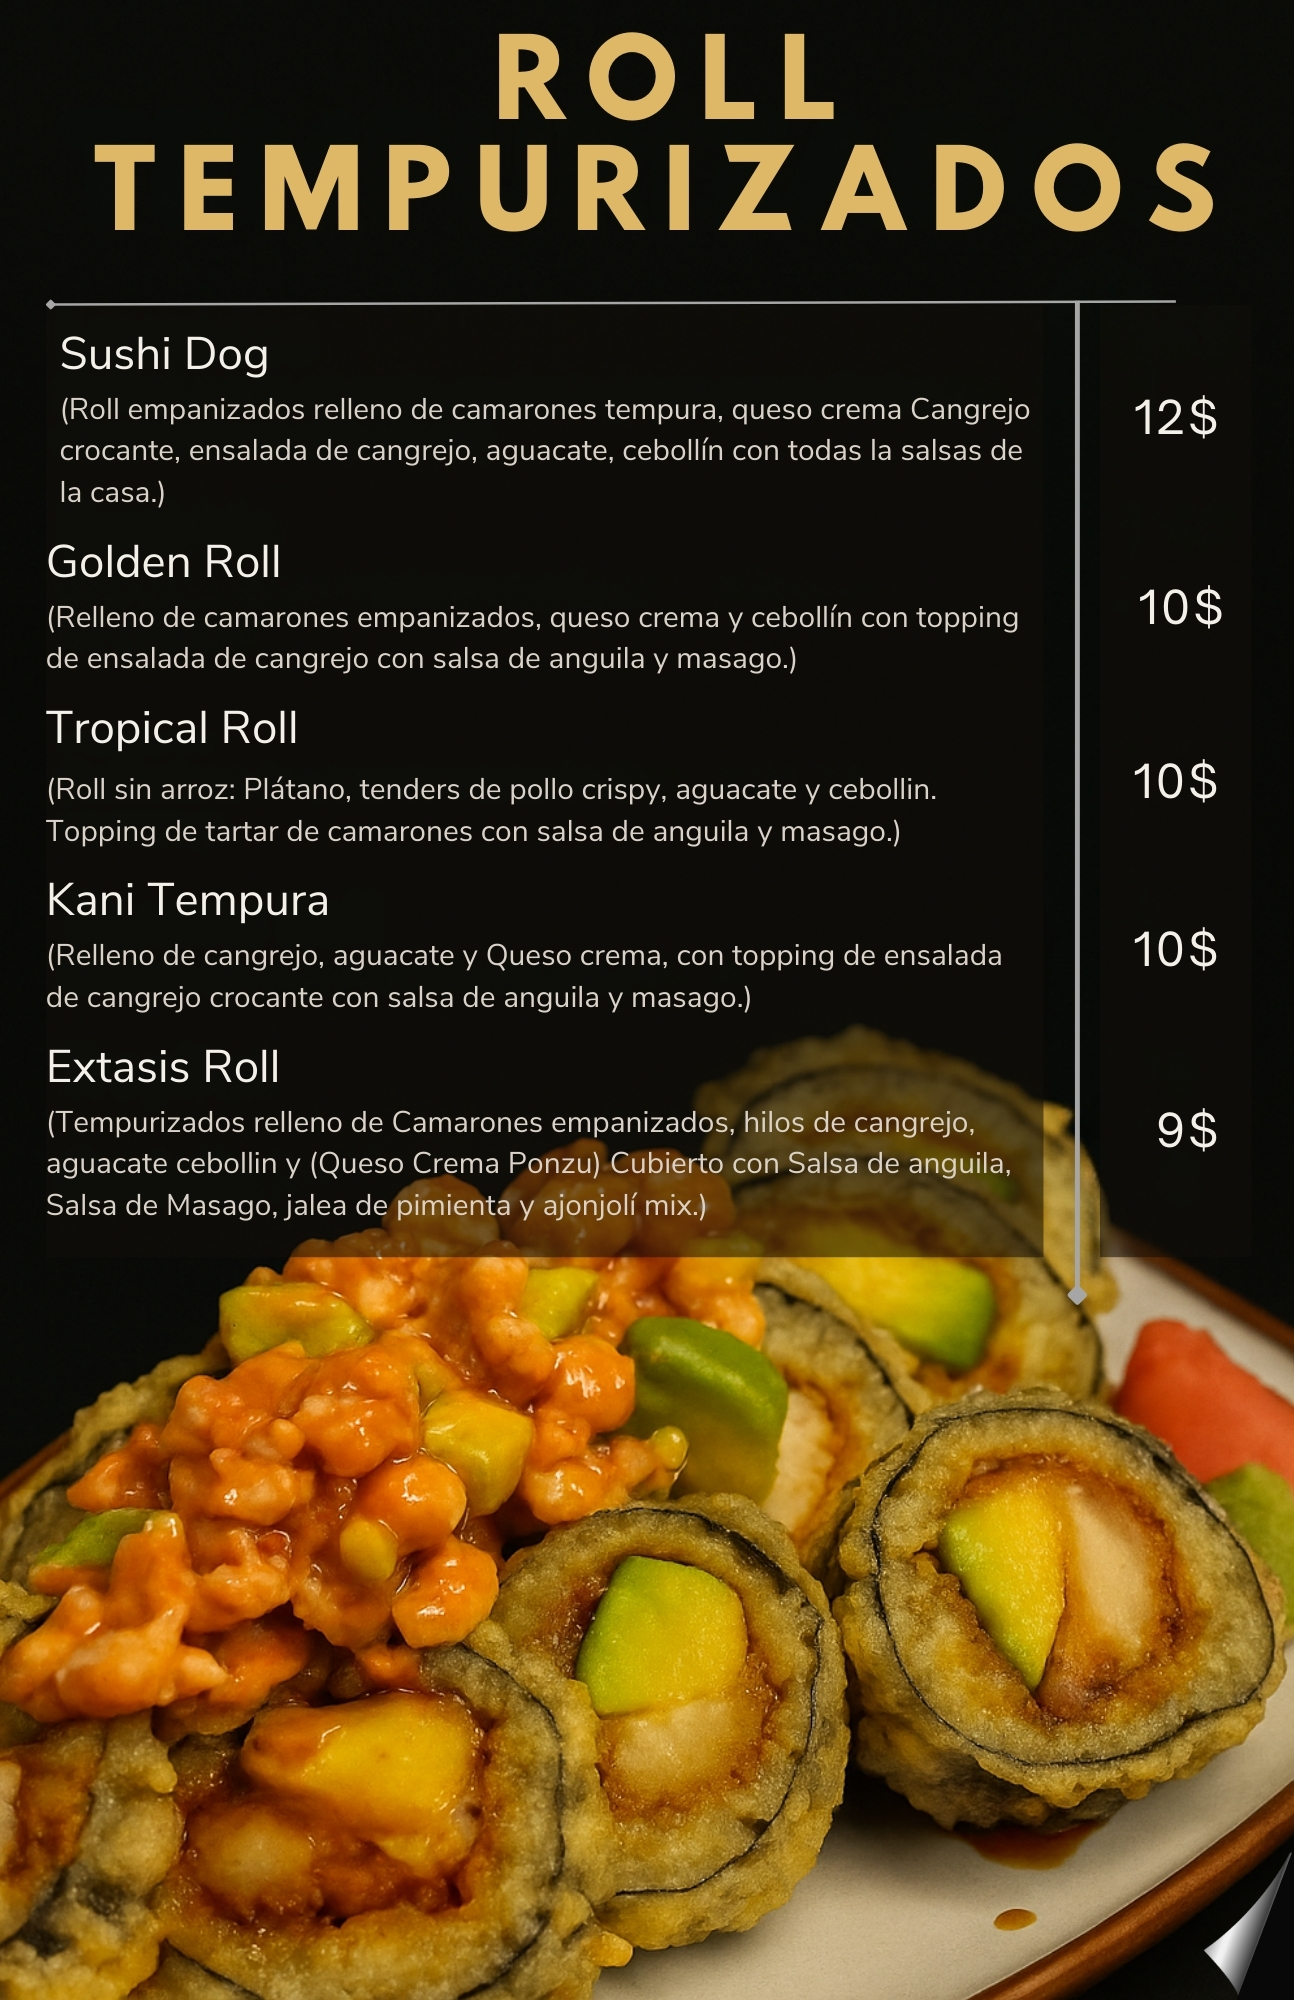 ROLL
TEMPURIZADOS
Sushi Dog
(Roll empanizados relleno de camarones tempura, queso crema Cangrejo
crocante, ensalada de cangrejo, aguacate, cebollín con todas la salsas de
la casa.)
12$
Golden Roll
(Relleno de camarones empanizados, queso crema y cebollín con topping
de ensalada de cangrejo con salsa de anguila y masago.)
10$
Tropical Roll
(Roll sin arroz: Plátano, tenders de pollo crispy, aguacate y cebollin.
Topping de tartar de camarones con salsa de anguila y masago.)
10$
Kani Tempura
(Relleno de cangrejo, aguacate y Queso crema, con topping de ensalada
de cangrejo crocante con salsa de anguila y masago.)
10$
Extasis Roll
(Tempurizados relleno de Camarones empanizados, hilos de cangrejo,
aguacate cebollin y (Queso Crema Ponzu) Cubierto con Salsa de anguila,
Salsa de Masago, jalea de pimienta y ajonjolí mix.)
9$